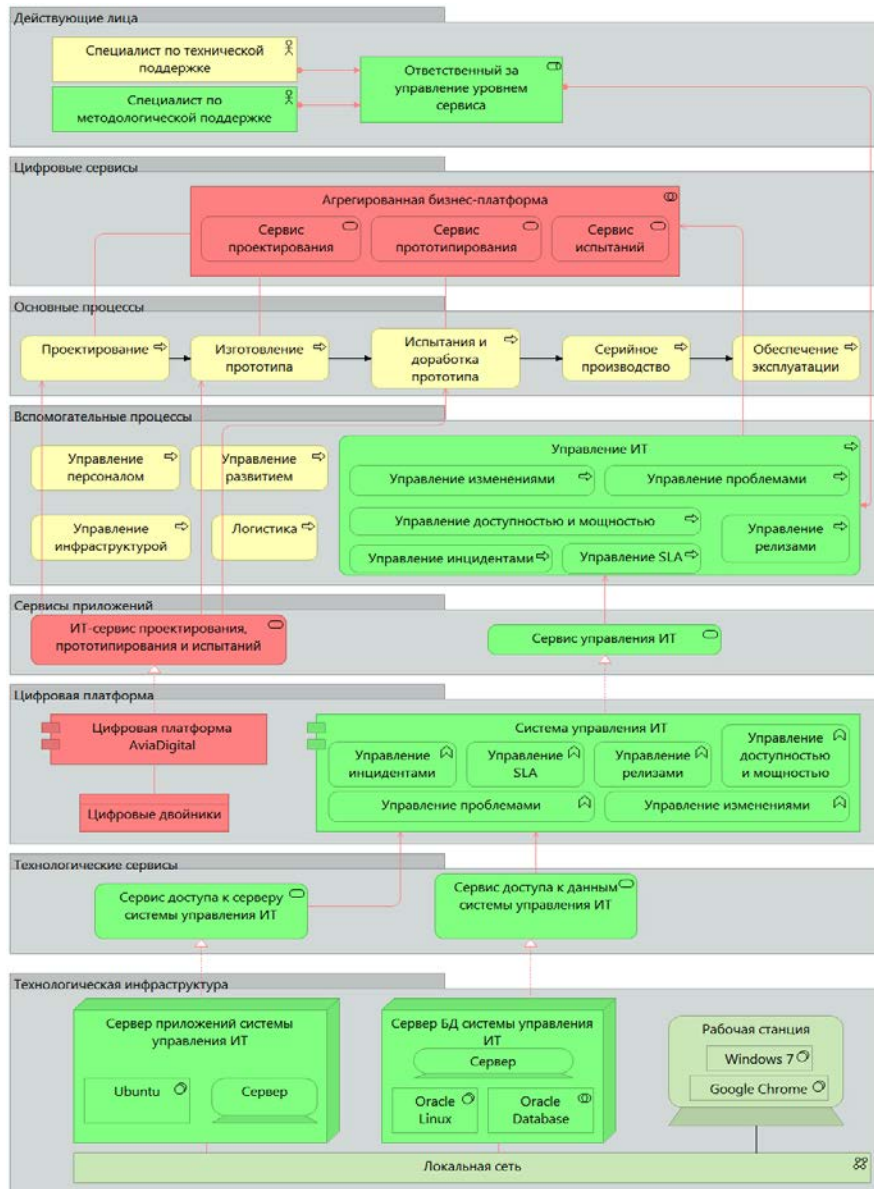 Действующие лица
Специалист по технической
поддержке
Специалист по
методологической поддержке
Ответственный за
управление уровнем
сервиса
Цифровые сервисы
Агрегированная бизнес-платформа
Сервис
проектирования
Сервис
прототипирования
Сервис
испытаний
Основные процессы
Проектирование
Изготовление
прототипа
Испытания и
доработка
прототипа
Серийное
производство
Обеспечение
эксплуатации
Вспомогательные процессы
Управление
персоналом
Управление
развитием
Управление
инфраструктурой
Логистика
Управление ИТ
Управление изменениями
Управление проблемами
Управление доступностью и мощностью
Управление
релизами
Управление инцидентами
Управление SLA
Сервисы приложений
ИТ-сервис проектирования,
прототипирования и испытаний
Сервис управления ИТ
Цифровая платформа
Цифровая платформа
AviaDigital
Цифровые двойники
Система управления ИТ
Управление
инцидентами
Управление
SLA
Управление
релизами
Управление
доступностью
и мощностью
Управление проблемами
Управление изменениями
Технологические сервисы
Сервис доступа к серверу
системы управления ИТ
Сервис доступа к данным
системы управления ИТ
Технологическая инфраструктура
Сервер приложений системы
управления ИТ
Ubuntu
Сервер
Сервер БД системы управления
ИТ
Сервер
Oracle
Linux
Oracle
Database
Рабочая станция
Windows 7
Google Chrome
Локальная сеть